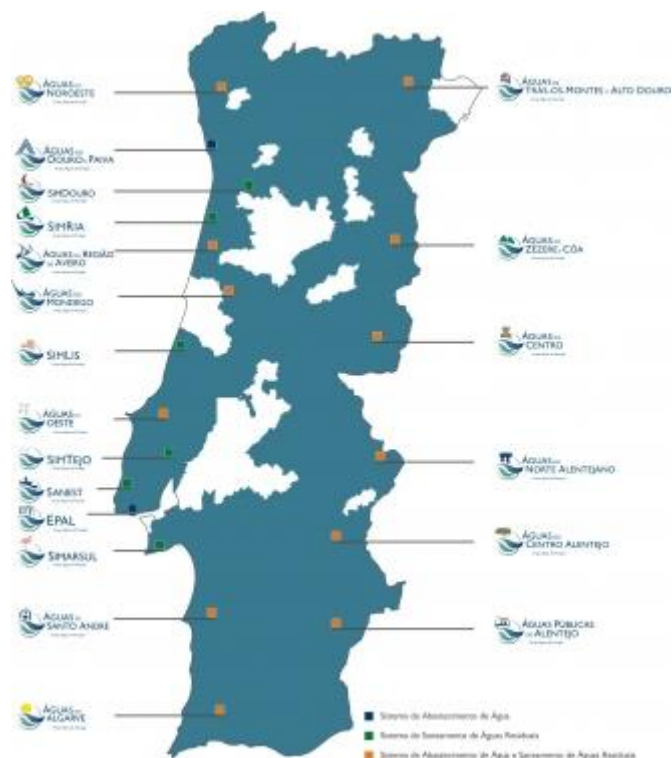 ÁGUAS DO
NOROESTE
ÁGUAS DO
DOURO E PAIVA
SIMDOURO
SIMRIA
ÁGUAS DA REGIÃO
DE AVEIRO
ÁGUAS DO
MONDEGO
SIMLIS
ÁGUAS DO
OESTE
SIMTEJO
SANEST
EPAL
SIMARSUL
ÁGUAS DE
SANTO ANDRÉ
ÁGUAS DO
ALGARVE
ÁGUAS DE
TRÁS-OS-MONTES E ALTO DOURO
ÁGUAS DO
ZÊZERE E CÔA
ÁGUAS DO
CENTRO
ÁGUAS DO
NORTE ALENTEJANO
ÁGUAS DO
CENTRO ALENTEJO
ÁGUAS PÚBLICAS
DO ALENTEJO
Sistema de Abastecimento de Água
Sistema de Saneamento de Águas Residuais
Sistema de Abastecimento de Água e Saneamento de Águas Residuais